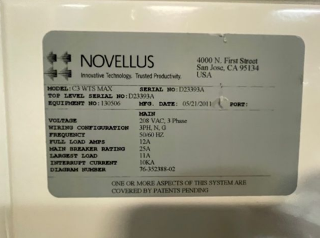 NOVELLUS
Innovative Technology. Trusted Productivity.
4000 N. First Street
San Jose, CA 95134
USA
MODEL: C3 WTS MAX SERIAL NO: D23393A
TOP LEVEL SERIAL NO: D23393A
EQUIPMENT NO: 130506 MFG. DATE: 05/21/2011 PORT:
MAIN
VOLTAGE 208 VAC, 3-Phase
WIRING CONFIGURATION 3PH, N, G
FREQUENCY 50/60 HZ
FULL LOAD AMPS 12A
MAIN BREAKER RATING 25A
LARGEST LOAD 11A
INTERRUPT CURRENT 10KA
DIAGRAM NUMBER 76-352388-02
ONE OR MORE ASPECTS OF THIS SYSTEM ARE
COVERED BY PATENTS PENDING